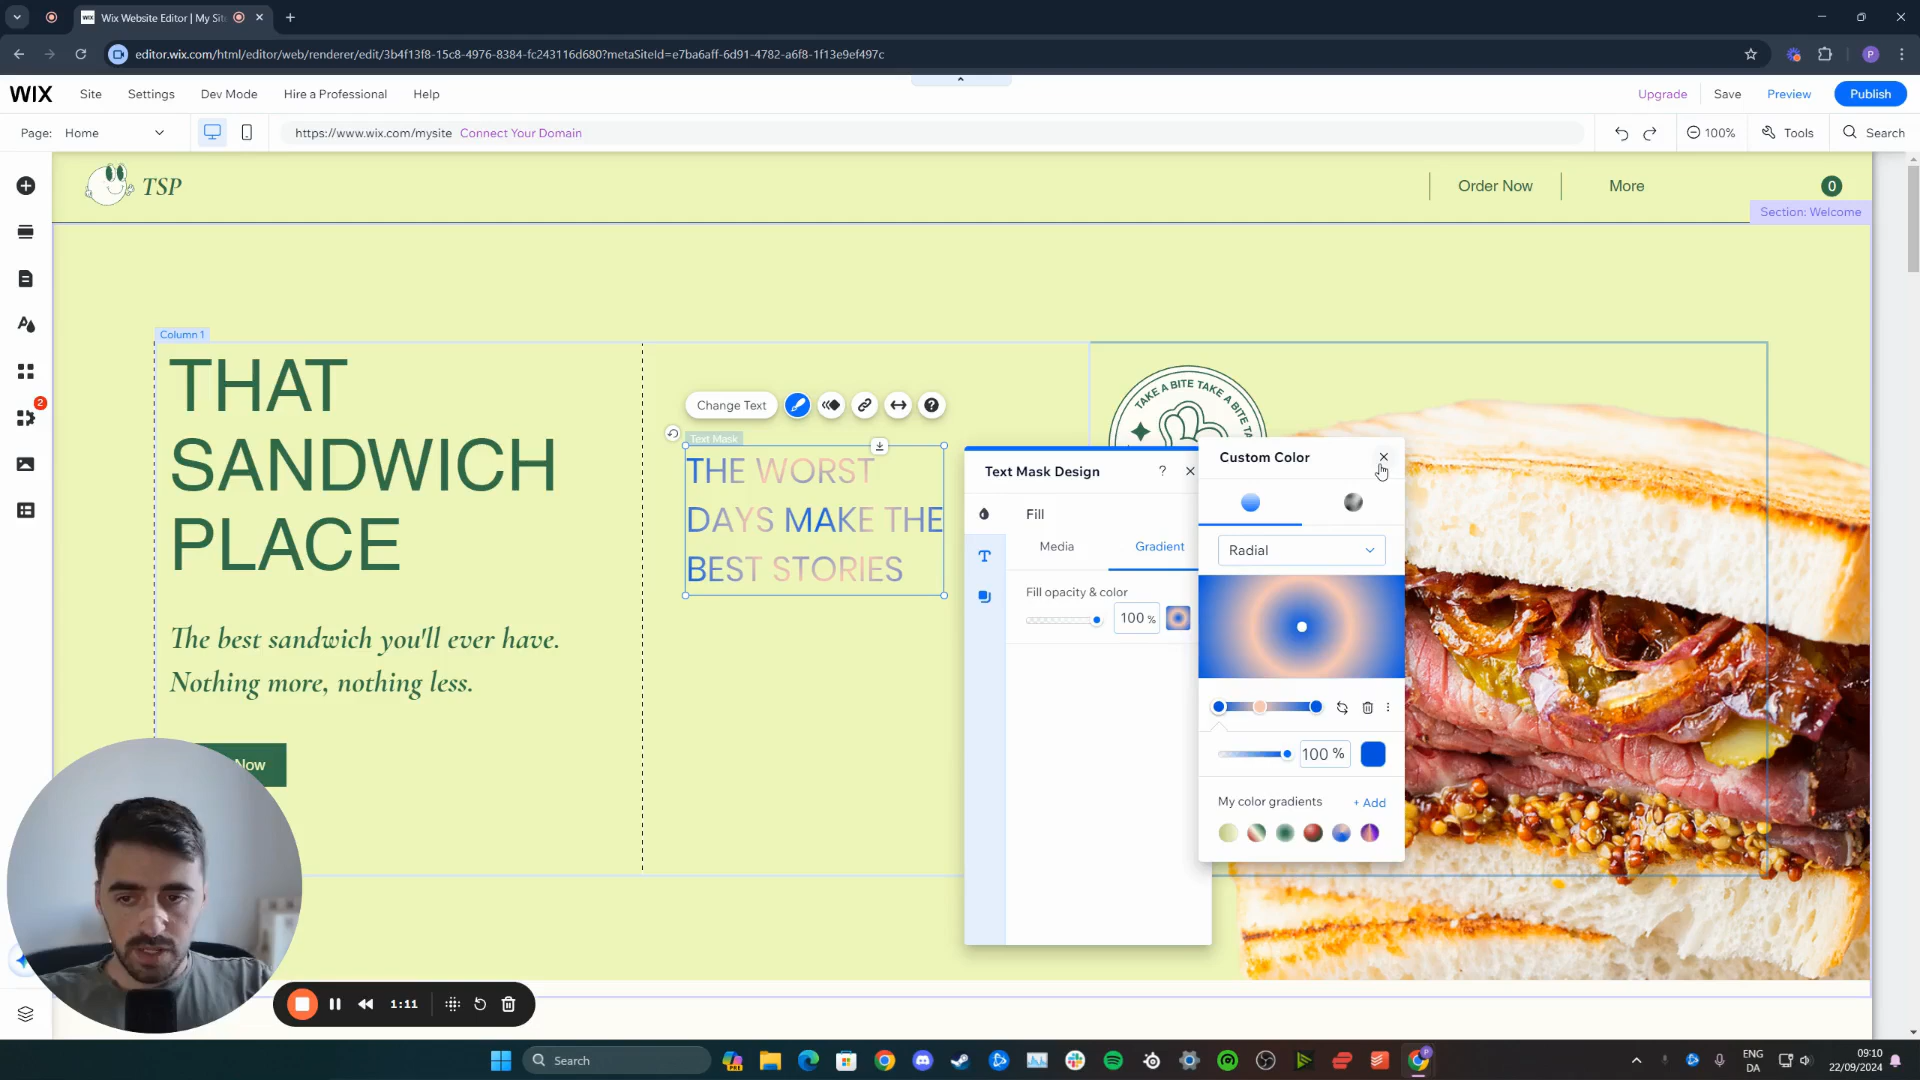 Wix Website Editor | My Sit
editor.wix.com/html/editor/web/renderer/edit/3b4f13f8-15c8-4976-8384-fc243116d680?metaSiteId=e7ba6aff-6d91-4782-a6f8-1f13e9ef497c
P
WIX
Site
Settings
Dev Mode
Hire a Professional
Help
Upgrade
Save
Preview
Publish
Page:
Home
https://www.wix.com/mysite
Connect Your Domain
100%
Tools
Search
TSP
Order Now
More
0
Section: Welcome
Column 1
THAT
SANDWICH
PLACE
The best sandwich you'll ever have.
Nothing more, nothing less.
Now
Change Text
Text Mask
THE WORST
DAYS MAKE THE
BEST STORIES
TAKE A BITE TAKE A BITE
Text Mask Design
?
Fill
Media
Gradient
Fill opacity & color
100 %
Custom Color
Radial
100 %
My color gradients
+ Add
2
1:11
Search
ENG
DA
09:10
22/09/2024